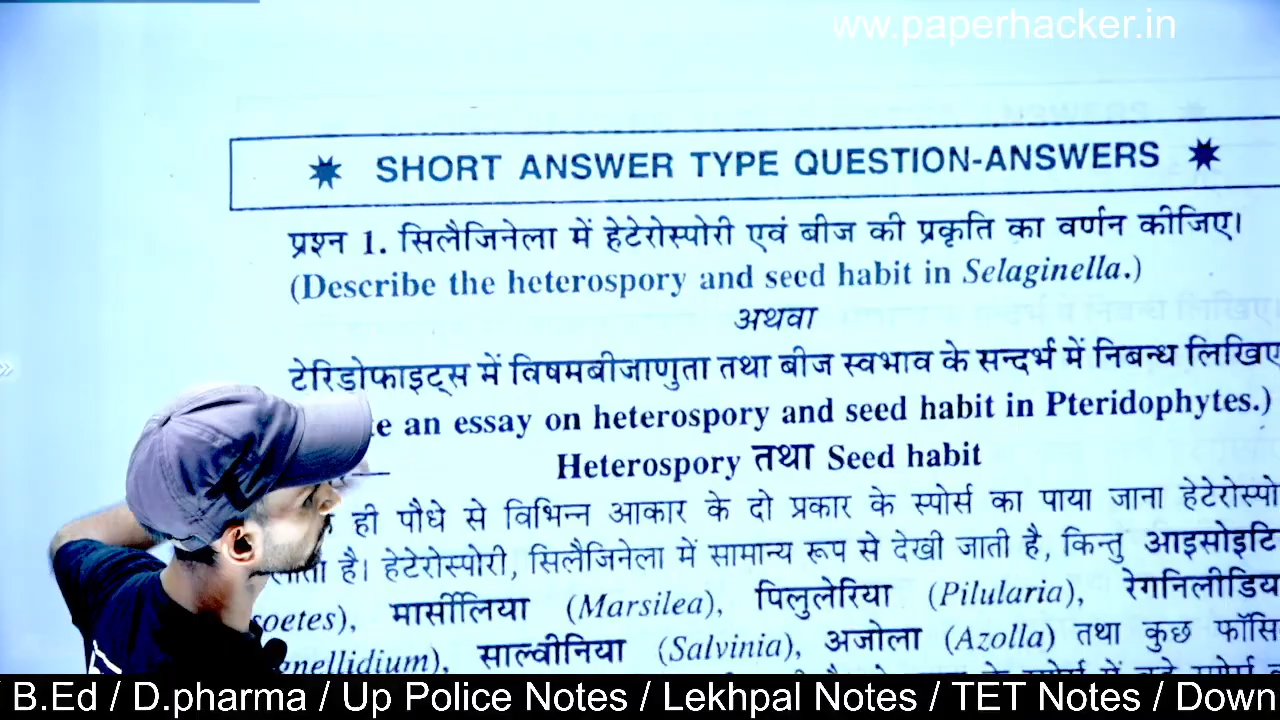 ww.paperhacker.in
SHORT ANSWER TYPE QUESTION-ANSWERS
प्रश्न 1. सिलैजिनेला में हेटेरोस्पोरी एवं बीज की प्रकृति का वर्णन कीजिए।
(Describe the heterospory and seed habit in Selaginella.)
अथवा
टेरिडोफाइट्स में विषमबीजाणुता तथा बीज स्वभाव के सन्दर्भ में निबन्ध लिखिए
an essay on heterospory and seed habit in Pteridophytes.)
Heterospory तथा Seed habit
ही पौधे से विभिन्न आकार के दो प्रकार के स्पोर्स का पाया जाना हेटेरोस्पो
है। हेटेरोस्पोरी, सिलैजिनेला में सामान्य रूप से देखी जाती है, किन्तु आइसोइटि
soetes), मार्सीलिया (Marsilea), पिलुलेरिया (Pilularia), रेगनिलीडिय
gnellidium), साल्वीनिया (Salvinia), अजोला (Azolla) तथा कुछ फॉसि
/ B.Ed / D.pharma / Up Police Notes / Lekhpal Notes / TET Notes / Down